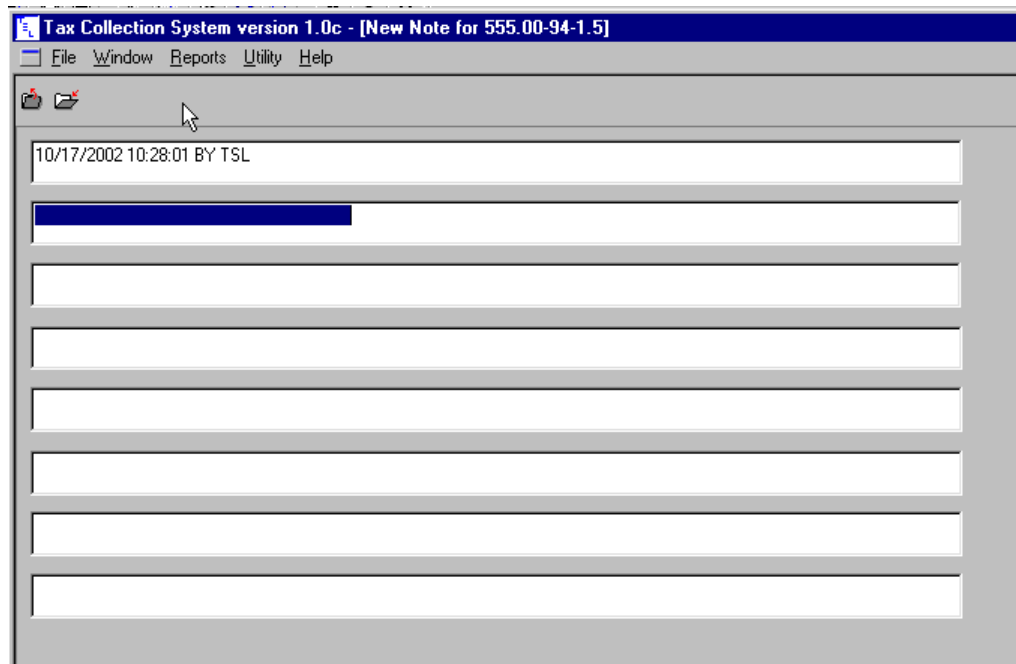 Tax Collection System version 1.0c - [New Note for 555.00-94-1.5]
File Window Reports Utility Help
10/17/2002 10:28:01 BY TSL